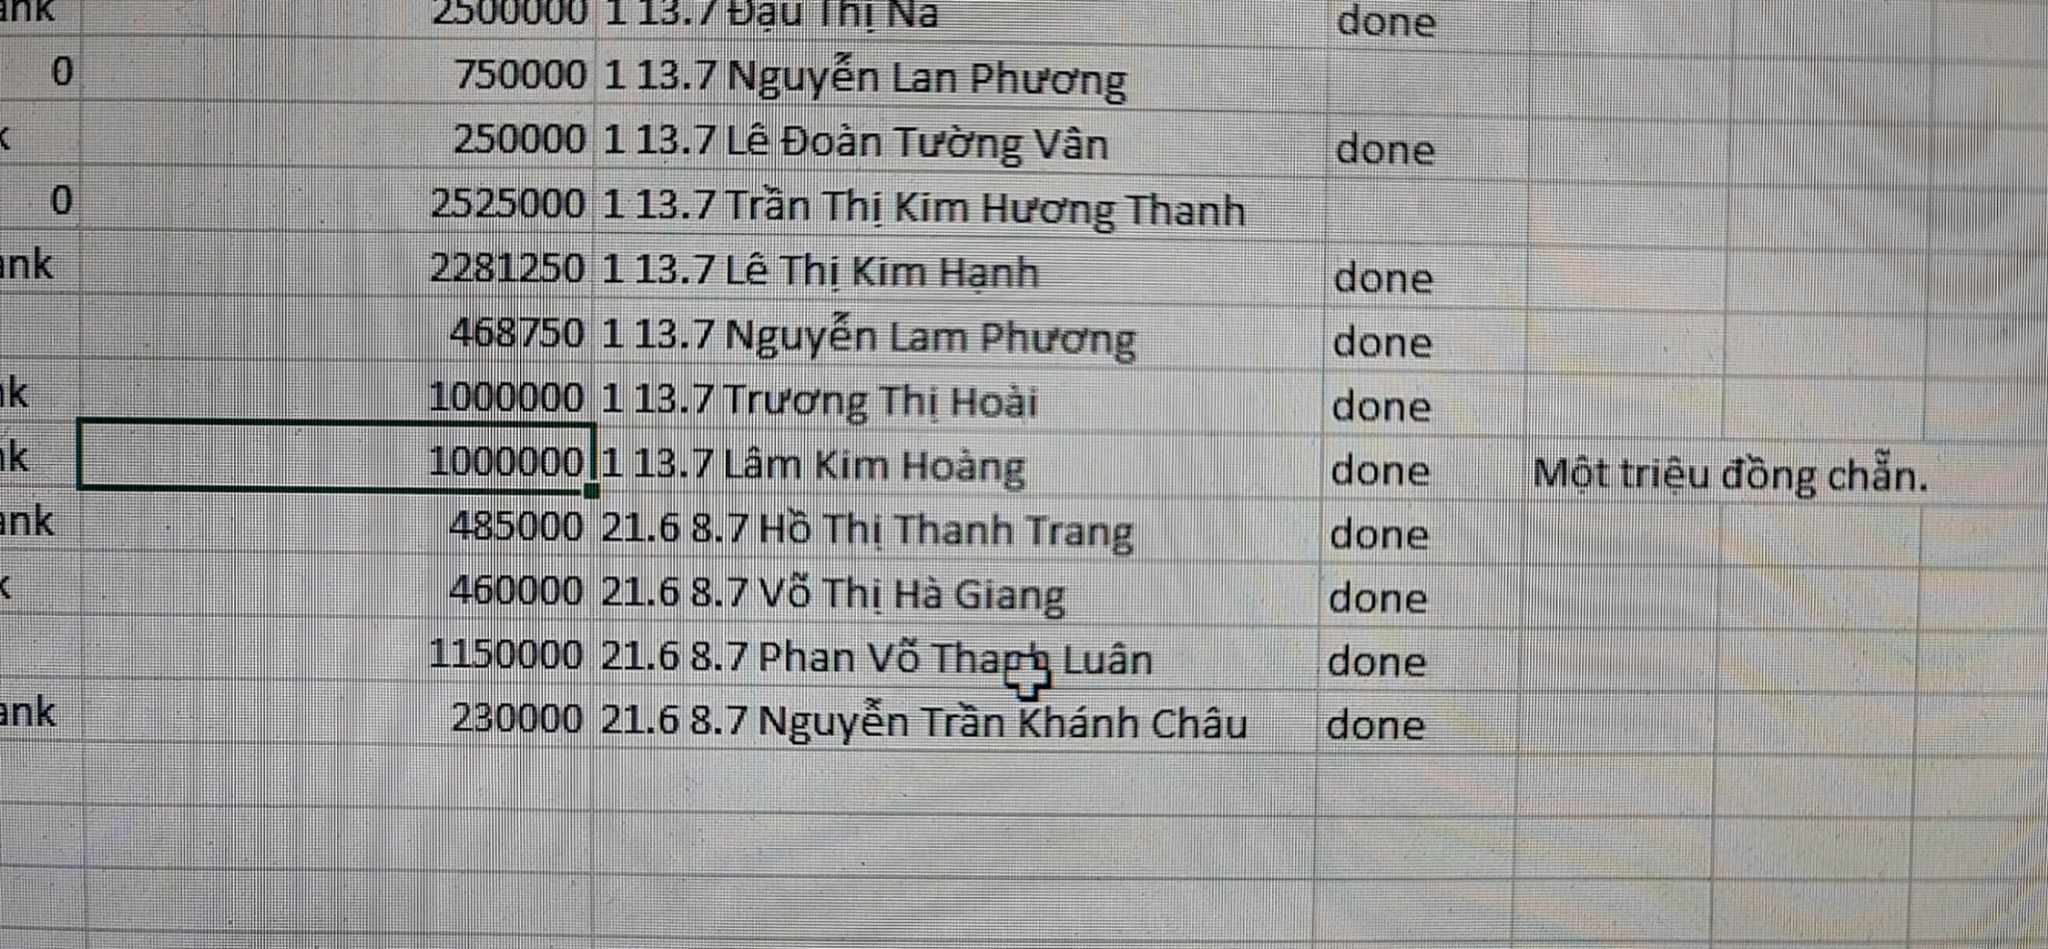 ank 2500000 1 13.7 Đậu Thị Na done
0 750000 1 13.7 Nguyễn Lan Phương
k 250000 1 13.7 Lê Đoàn Tường Vân done
0 2525000 1 13.7 Trần Thị Kim Hương Thanh
ank 2281250 1 13.7 Lê Thị Kim Hạnh done
468750 1 13.7 Nguyễn Lam Phương done
nk 1000000 1 13.7 Trương Thị Hoài done
nk 1000000 1 13.7 Lâm Kim Hoàng done Một triệu đồng chẵn.
ank 485000 21.6 8.7 Hồ Thị Thanh Trang done
k 460000 21.6 8.7 Võ Thị Hà Giang done
1150000 21.6 8.7 Phan Võ Thanh Luân done
ank 230000 21.6 8.7 Nguyễn Trần Khánh Châu done